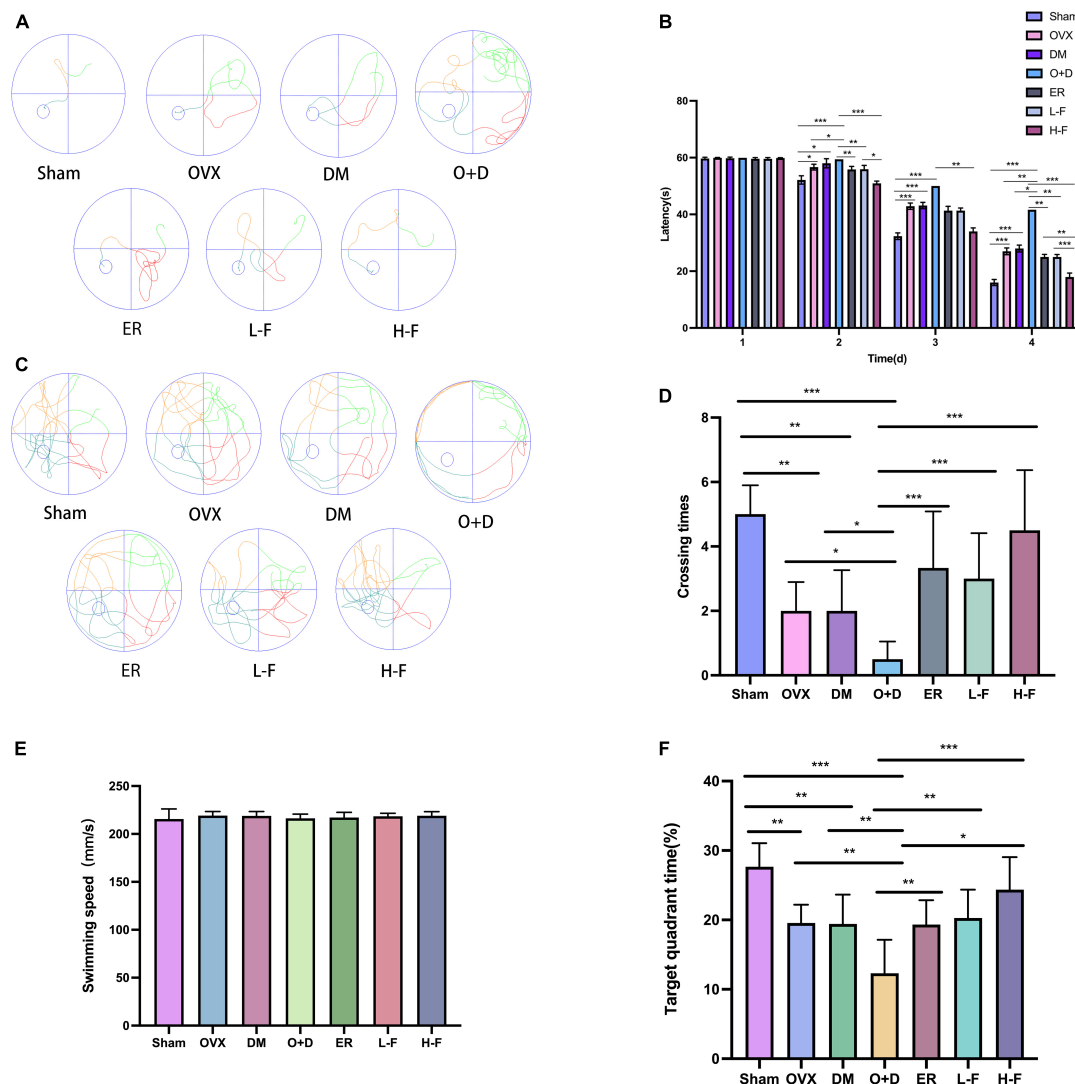 A
Sham
OVX
DM
O+D
ER
L-F
H-F
B
Sham
OVX
DM
O+D
ER
L-F
H-F
Latency(s)
80
60
40
20
0
*** ***
* **
* * ** *
*** **
***
***
*** ***
** **
* **
*** **
*** ***
1 2 3 4
Time(d)
C
Sham
OVX
DM
O+D
ER
L-F
H-F
D
Crossing times
8
6
4
2
0
***
***
**
**
***
***
*
*
Sham OVX DM O+D ER L-F H-F
E
Swimming speed (mm/s)
250
200
150
100
50
0
Sham OVX DM O+D ER L-F H-F
F
Target quadrant time(%)
40
30
20
10
0
***
***
**
**
**
**
*
**
**
Sham OVX DM O+D ER L-F H-F